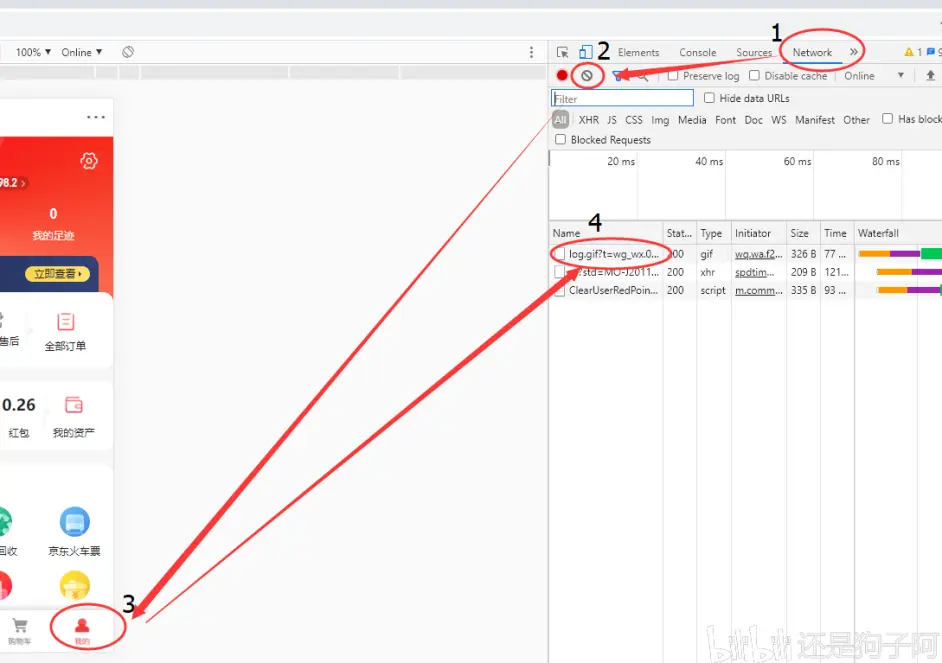 1
100% ▼ Online ▼
2 Elements Console Sources Network » 1
Preserve log Disable cache Online ▼
Filter Hide data URLs
All XHR JS CSS Img Media Font Doc WS Manifest Other Has block
Blocked Requests
20 ms 40 ms 60 ms 80 ms
98.2 >
0
我的足迹
立即查看
4
Name Stat... Type Initiator Size Time Waterfall
log.gif?t=wg_wx.0... 200 gif wq.wa.f2... 326 B 77 ...
?std=MO-J2011... 200 xhr spdtim... 209 B 121...
ClearUserRedPoin... 200 script m.comm... 335 B 93 ...
售后 全部订单
0.26
红包 我的资产
回收 京东火车票
3
购物车 我的
bilibili 还是狗子阿